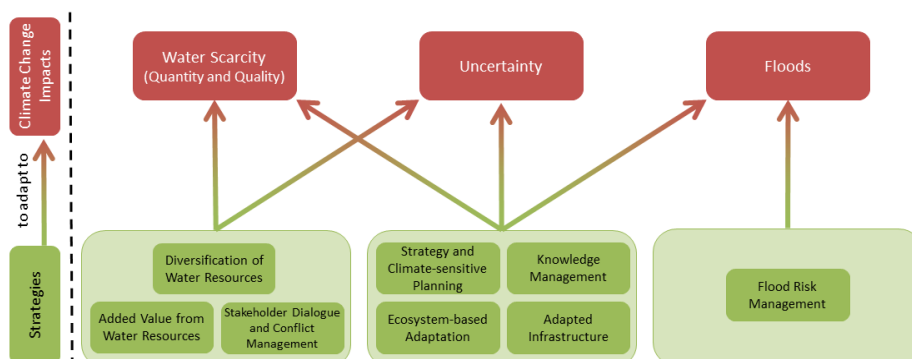 Climate Change
Impacts
to adapt to
Strategies
Water Scarcity
(Quantity and Quality)
Uncertainty
Floods
Diversification of
Water Resources
Added Value from
Water Resources
Stakeholder Dialogue
and Conflict
Management
Strategy and
Climate-sensitive
Planning
Knowledge
Management
Ecosystem-based
Adaptation
Adapted
Infrastructure
Flood Risk
Management